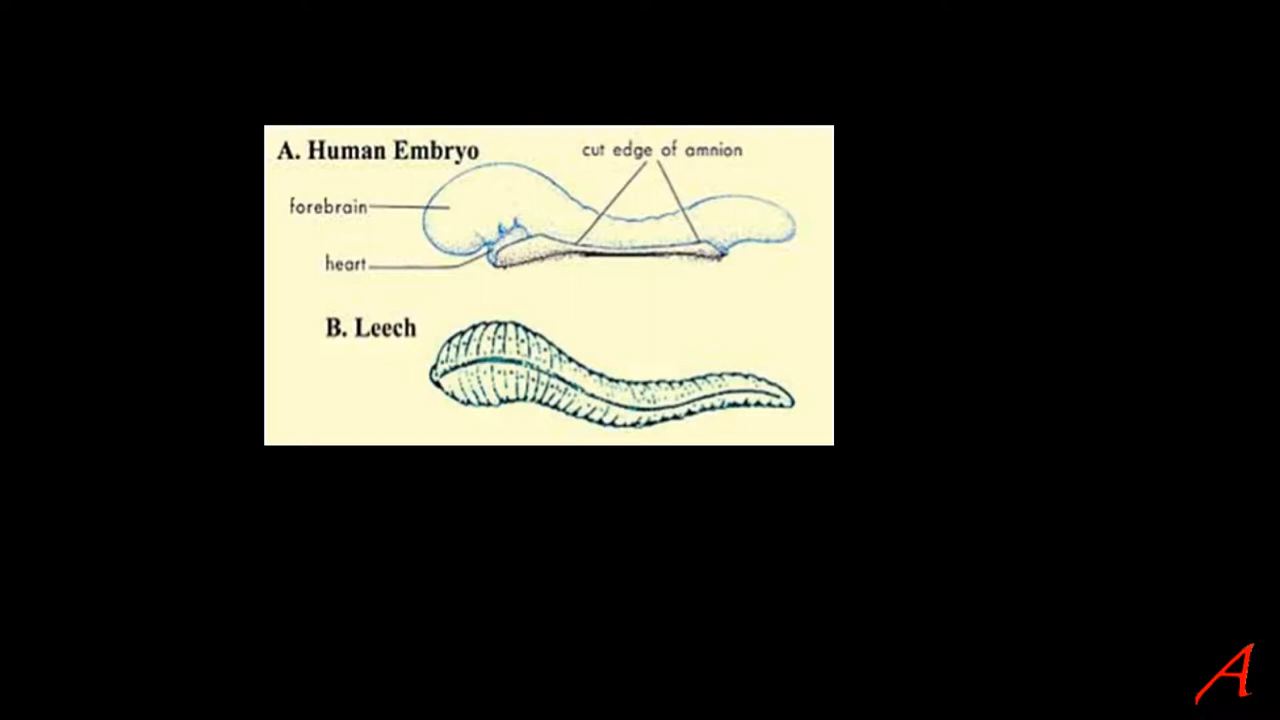 A. Human Embryo
cut edge of amnion
forebrain
heart
B. Leech
A